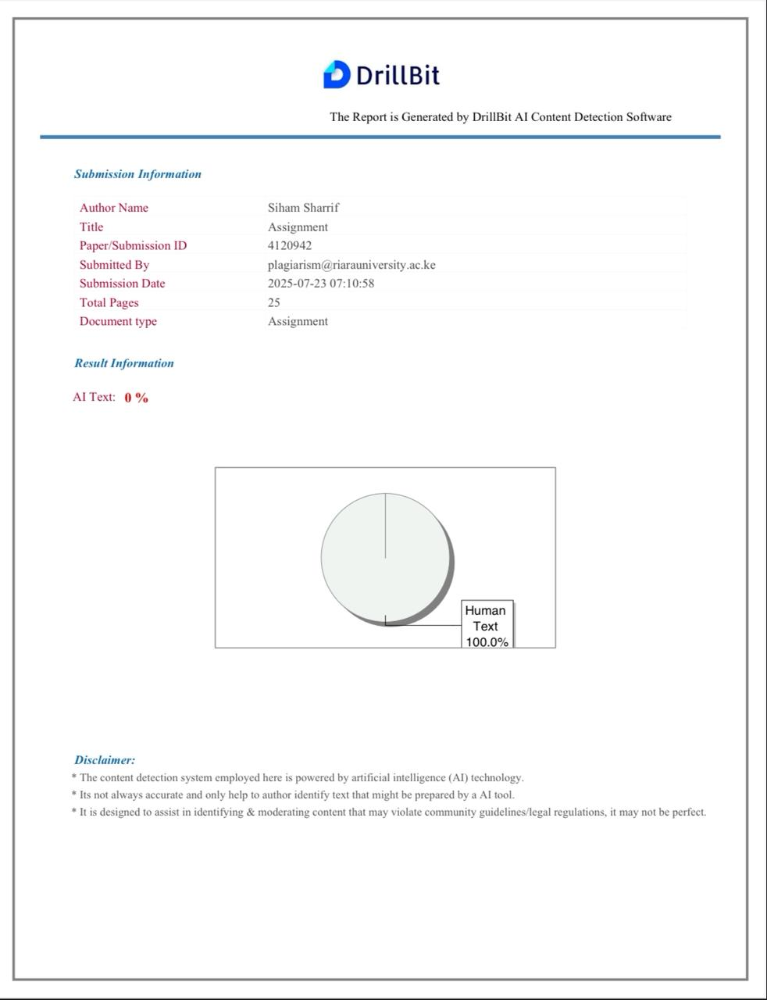 DrillBit
The Report is Generated by DrillBit AI Content Detection Software
Submission Information
Author Name Siham Sharrif
Title Assignment
Paper/Submission ID 4120942
Submitted By plagiarism@riarauniversity.ac.ke
Submission Date 2025-07-23 07:10:58
Total Pages 25
Document type Assignment
Result Information
AI Text: 0 %
Human
Text
100.0%
Disclaimer:
* The content detection system employed here is powered by artificial intelligence (AI) technology.
* Its not always accurate and only help to author identify text that might be prepared by a AI tool.
* It is designed to assist in identifying & moderating content that may violate community guidelines/legal regulations, it may not be perfect.